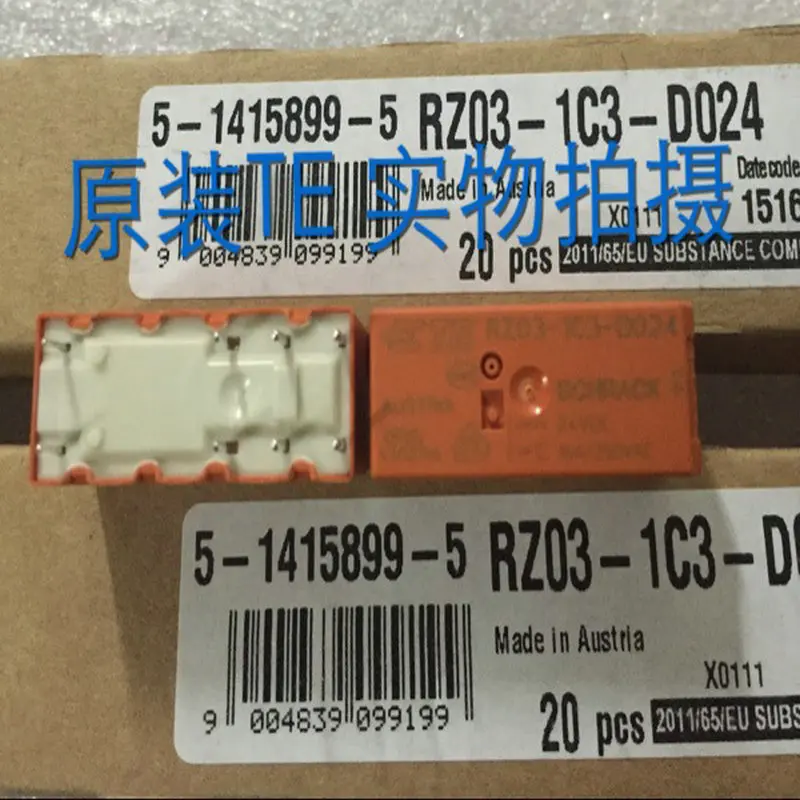 5-1415899-5 RZ03-1C3-D024
原装TE 实物拍摄
Made in Austria
Datecode
X0111
1516
9 004839 099199
20 pcs
2011/65/EU SUBSTANCE COM
RZ03-1C3-D024
SCHRACK
AUSTRIA
5-1415899-5 RZ03-1C3-D0
Made in Austria
X0111
9 004839 099199
20 pcs
2011/65/EU SUBS